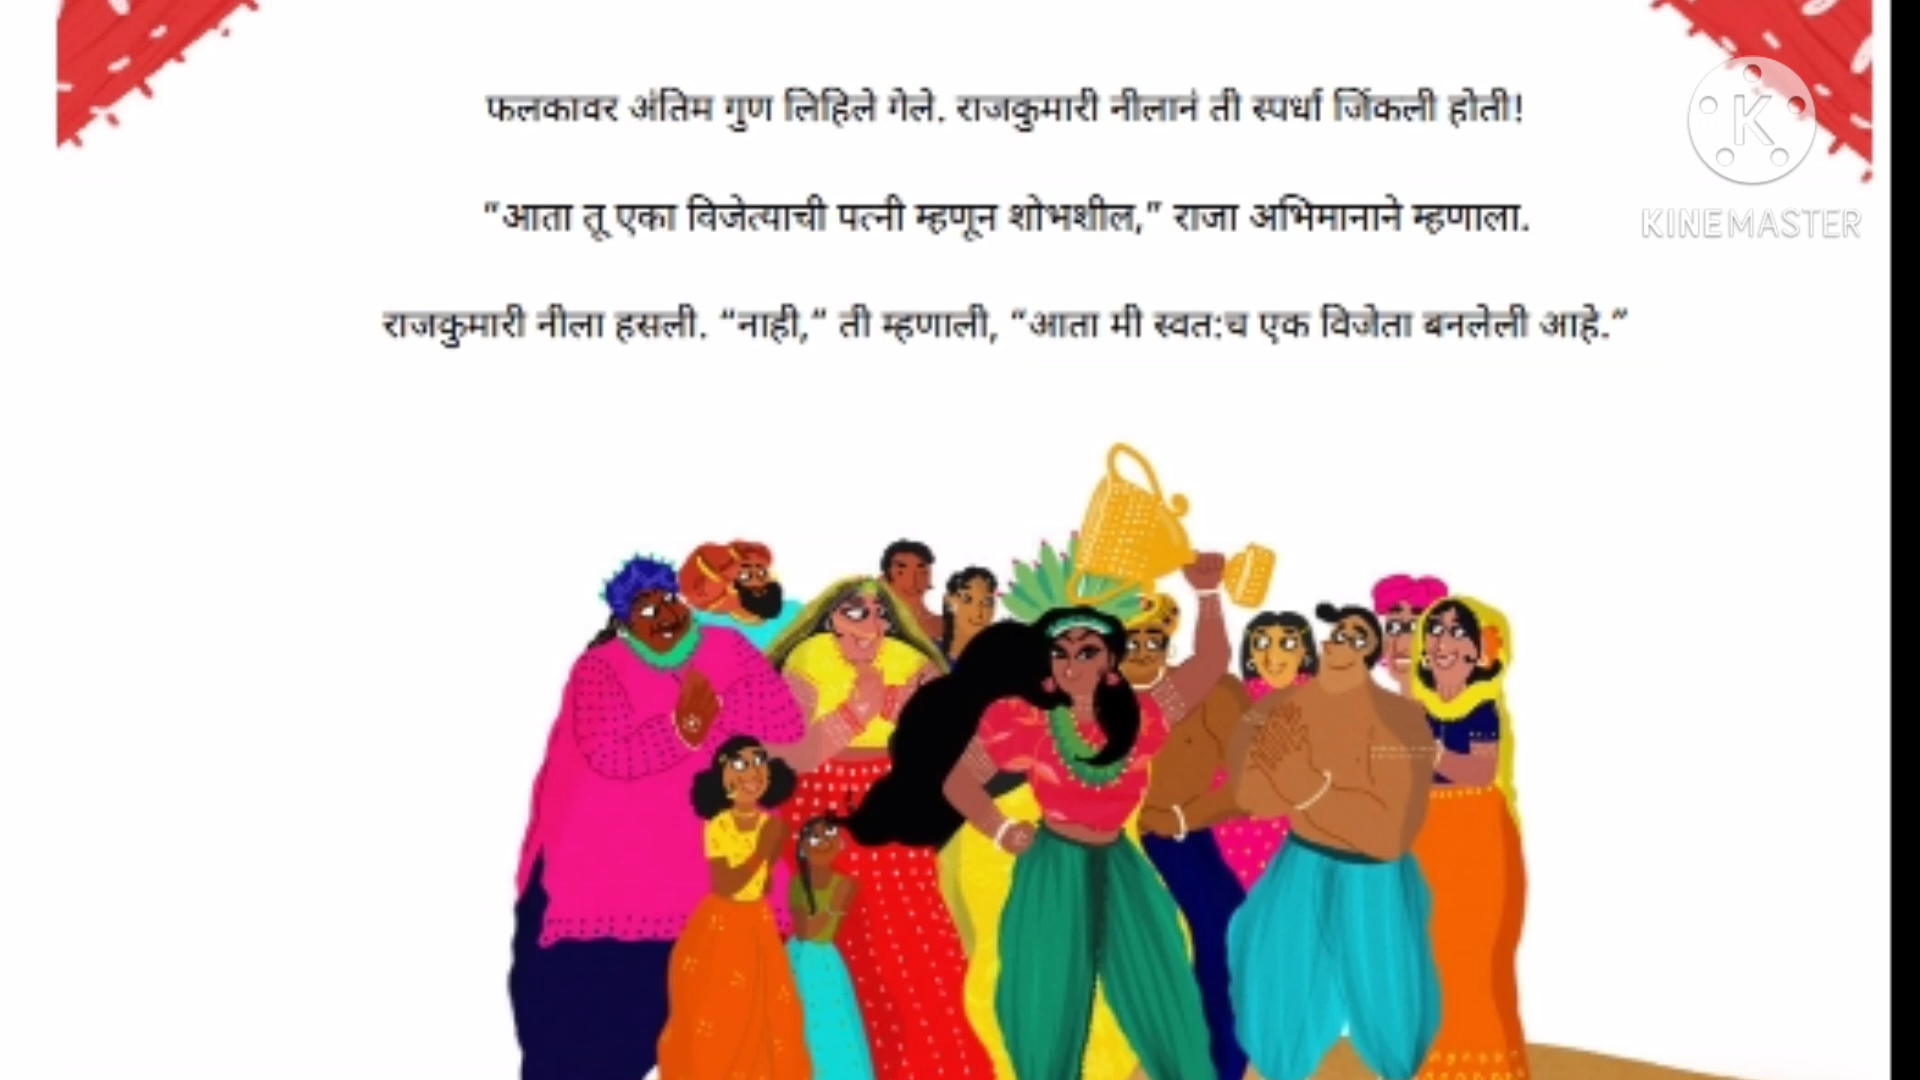 फलकावर अंतिम गुण लिहिले गेले. राजकुमारी नीलानं ती स्पर्धा जिंकली होती!
"आता तू एका विजेत्याची पत्नी म्हणून शोभशील," राजा अभिमानाने म्हणाला.
राजकुमारी नीला हसली. "नाही," ती म्हणाली, "आता मी स्वत:च एक विजेता बनलेली आहे."
K
KINEMASTER